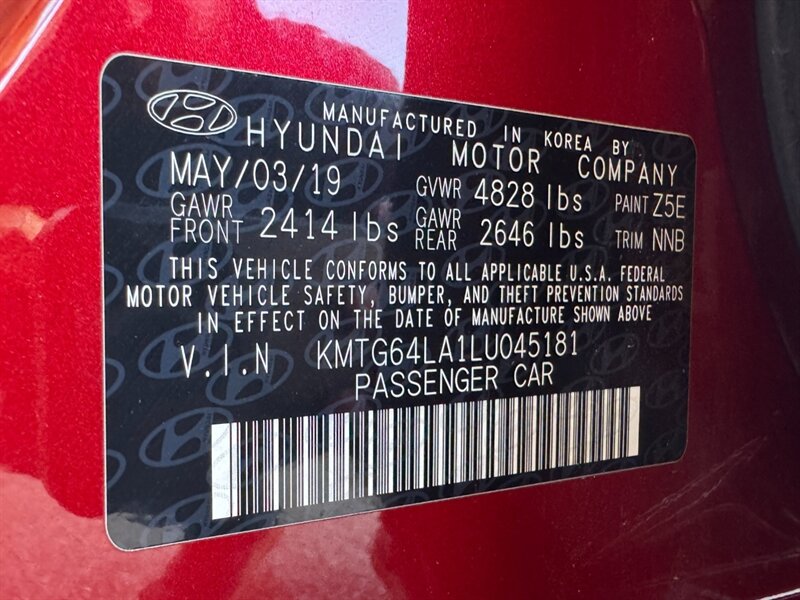 MANUFACTURED IN KOREA BY
HYUNDAI MOTOR COMPANY
MAY/03/19 GVWR 4828 lbs PAINT Z5E
GAWR FRONT 2414 lbs GAWR REAR 2646 lbs TRIM NNB
THIS VEHICLE CONFORMS TO ALL APPLICABLE U.S.A. FEDERAL
MOTOR VEHICLE SAFETY, BUMPER, AND THEFT PREVENTION STANDARDS
IN EFFECT ON THE DATE OF MANUFACTURE SHOWN ABOVE
V.I.N KMTG64LA1LU045181
PASSENGER CAR